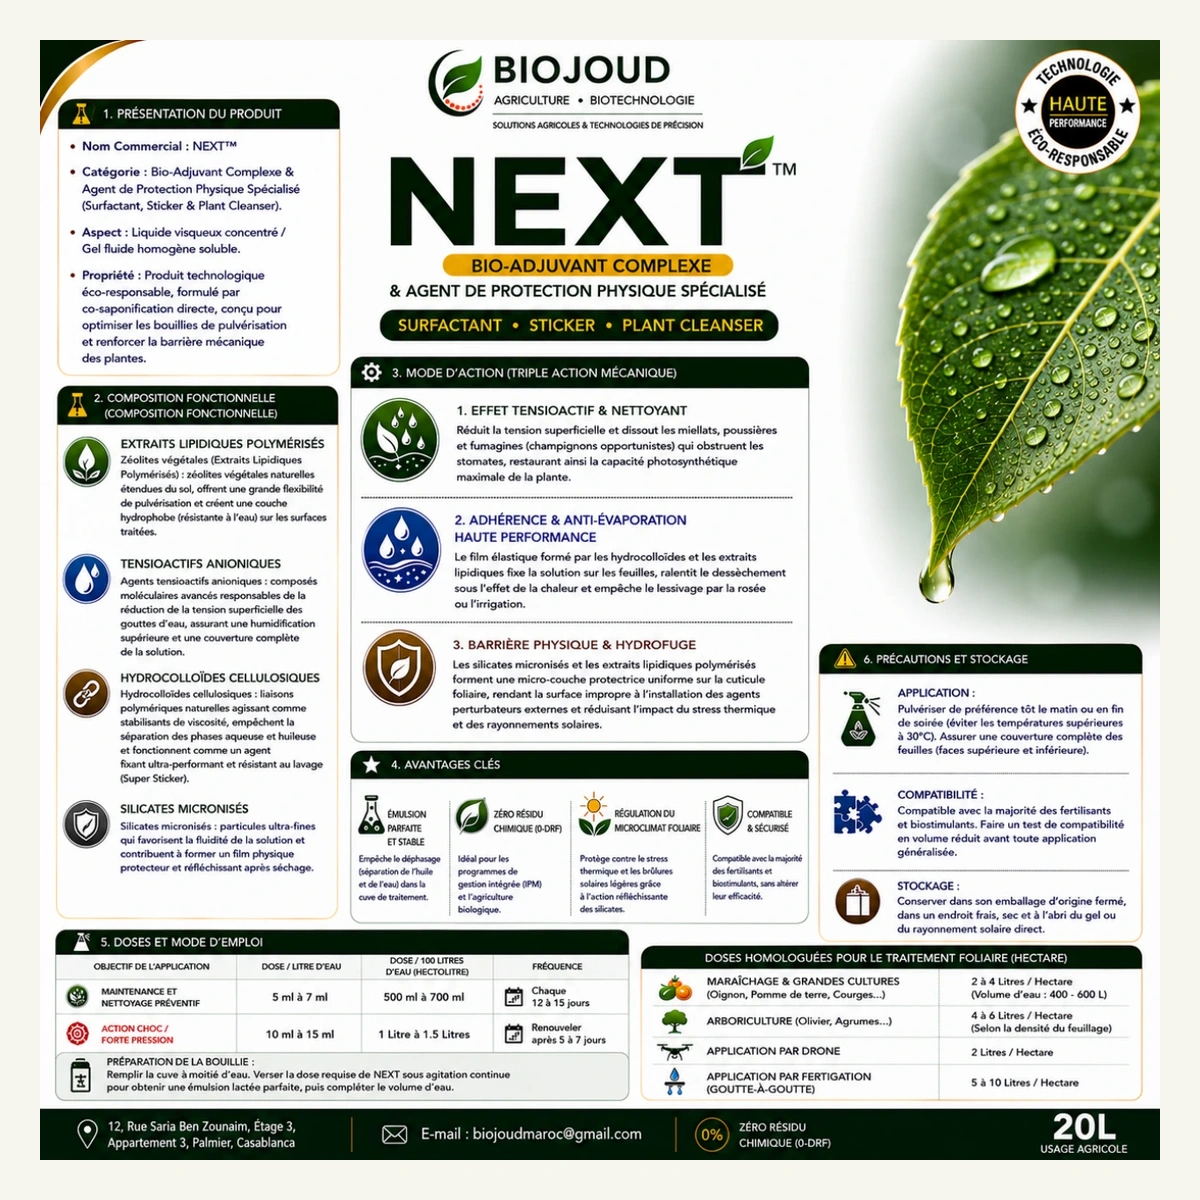 BIOJOUD
AGRICULTURE • BIOTECHNOLOGIE
SOLUTIONS AGRICOLES & TECHNOLOGIES DE PRÉCISION
NEXT™
BIO-ADJUVANT COMPLEXE
& AGENT DE PROTECTION PHYSIQUE SPÉCIALISÉ
SURFACTANT • STICKER • PLANT CLEANSER
TECHNOLOGIE
HAUTE
PERFORMANCE
ÉCO-RESPONSABLE
1. PRÉSENTATION DU PRODUIT
• Nom Commercial : NEXT™
• Catégorie : Bio-Adjuvant Complexe &
Agent de Protection Physique Spécialisé
(Surfactant, Sticker & Plant Cleanser).
• Aspect : Liquide visqueux concentré /
Gel fluide homogène soluble.
• Propriété : Produit technologique
éco-responsable, formulé par
co-saponification directe, conçu pour
optimiser les bouillies de pulvérisation
et renforcer la barrière mécanique
des plantes.
2. COMPOSITION FONCTIONNELLE
(COMPOSITION FONCTIONNELLE)
EXTRAITS LIPIDIQUES POLYMÉRISÉS
Zéolites végétales (Extraits Lipidiques
Polymérisés) : zéolites végétales naturelles
étendues du sol, offrent une grande flexibilité
de pulvérisation et créent une couche
hydrophobe (résistante à l'eau) sur les surfaces
traitées.
TENSIOACTIFS ANIONIQUES
Agents tensioactifs anioniques : composés
moléculaires avancés responsables de la
réduction de la tension superficielle des
gouttes d'eau, assurant une humidification
supérieure et une couverture complète
de la solution.
HYDROCOLLOÏDES CELLULOSIQUES
Hydrocolloïdes cellulosiques : liaisons
polymériques naturelles agissant comme
stabilisants de viscosité, empêchent la
séparation des phases aqueuse et huileuse
et fonctionnent comme un agent
fixant ultra-performant et résistant au lavage
(Super Sticker).
SILICATES MICRONISÉS
Silicates micronisés : particules ultra-fines
qui favorisent la fluidité de la solution et
contribuent à former un film physique
protecteur et réfléchissant après séchage.
3. MODE D'ACTION (TRIPLE ACTION MÉCANIQUE)
1. EFFET TENSIOACTIF & NETTOYANT
Réduit la tension superficielle et dissout les miellats, poussières
et fumagines (champignons opportunistes) qui obstruent les
stomates, restaurant ainsi la capacité photosynthétique
maximale de la plante.
2. ADHÉRENCE & ANTI-ÉVAPORATION
HAUTE PERFORMANCE
Le film élastique formé par les hydrocolloïdes et les extraits
lipidiques fixe la solution sur les feuilles, ralentit le dessèchement
sous l'effet de la chaleur et empêche le lessivage par la rosée
ou l'irrigation.
3. BARRIÈRE PHYSIQUE & HYDROFUGE
Les silicates micronisés et les extraits lipidiques polymérisés
forment une micro-couche protectrice uniforme sur la cuticule
foliaire, rendant la surface impropre à l'installation des agents
perturbateurs externes et réduisant l'impact du stress thermique
et des rayonnements solaires.
4. AVANTAGES CLÉS
ÉMULSION
PARFAITE
ET STABLE
Empêche le déphasage
(séparation de l'huile
et de l'eau) dans la
cuve de traitement.
ZÉRO RÉSIDU
CHIMIQUE (0-DRF)
Idéal pour les
programmes de
gestion intégrée (IPM)
et l'agriculture
biologique.
RÉGULATION DU
MICROCLIMAT FOLIAIRE
Protège contre le stress
thermique et les brûlures
solaires légères grâce
à l'action réfléchissante
des silicates.
COMPATIBLE
& SÉCURISÉ
Compatible avec la majorité
des fertilisants et
biostimulants, sans altérer
leur efficacité.
6. PRÉCAUTIONS ET STOCKAGE
APPLICATION :
Pulvériser de préférence tôt le matin ou en fin
de soirée (éviter les températures supérieures
à 30°C). Assurer une couverture complète des
feuilles (faces supérieure et inférieure).
COMPATIBILITÉ :
Compatible avec la majorité des fertilisants
et biostimulants. Faire un test de compatibilité
en volume réduit avant toute application
généralisée.
STOCKAGE :
Conserver dans son emballage d'origine fermé,
dans un endroit frais, sec et à l'abri du gel ou
du rayonnement solaire direct.
5. DOSES ET MODE D'EMPLOI
OBJECTIF DE L'APPLICATION
DOSE / LITRE D'EAU
DOSE / 100 LITRES
D'EAU (HECTOLITRE)
FRÉQUENCE
MAINTENANCE ET
NETTOYAGE PRÉVENTIF
5 ml à 7 ml
500 ml à 700 ml
Chaque
12 à 15 jours
ACTION CHOC /
FORTE PRESSION
10 ml à 15 ml
1 Litre à 1.5 Litres
Renouveler
après 5 à 7 jours
PRÉPARATION DE LA BOUILLIE :
Remplir la cuve à moitié d'eau. Verser la dose requise de NEXT sous agitation continue
pour obtenir une émulsion lactée parfaite, puis compléter le volume d'eau.
DOSES HOMOLOGUÉES POUR LE TRAITEMENT FOLIAIRE (HECTARE)
MARAÎCHAGE & GRANDES CULTURES
(Oignon, Pomme de terre, Courges...)
2 à 4 Litres / Hectare
(Volume d'eau : 400 - 600 L)
ARBORICULTURE (Olivier, Agrumes...)
4 à 6 Litres / Hectare
(Selon la densité du feuillage)
APPLICATION PAR DRONE
2 Litres / Hectare
APPLICATION PAR FERTIGATION
(GOUTTE-À-GOUTTE)
5 à 10 Litres / Hectare
12, Rue Saria Ben Zounaim, Étage 3,
Appartement 3, Palmier, Casablanca
E-mail : biojoudmaroc@gmail.com
0%
ZÉRO RÉSIDU
CHIMIQUE (0-DRF)
20L
USAGE AGRICOLE